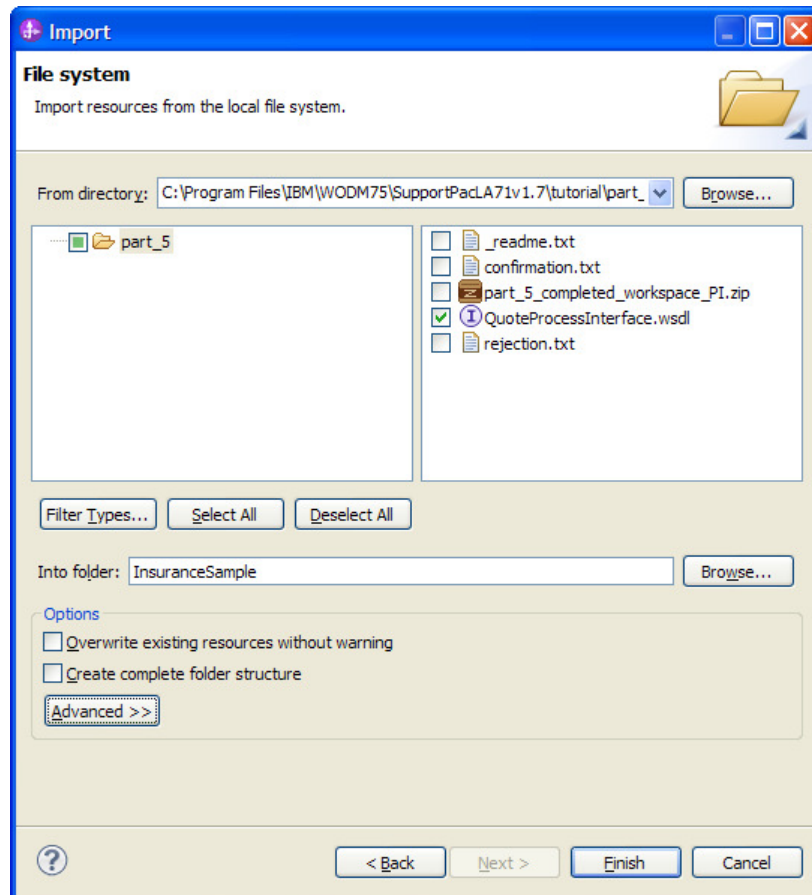 Import
File system
Import resources from the local file system.
From directory: C:\Program Files\IBM\WODM75\SupportPacLA71v1.7\tutorial\part_ Browse...
part_5
_readme.txt
confirmation.txt
part_5_completed_workspace_PI.zip
QuoteProcessInterface.wsdl
rejection.txt
Filter Types... Select All Deselect All
Into folder: InsuranceSample Browse...
Options
Overwrite existing resources without warning
Create complete folder structure
Advanced >>
< Back Next > Finish Cancel